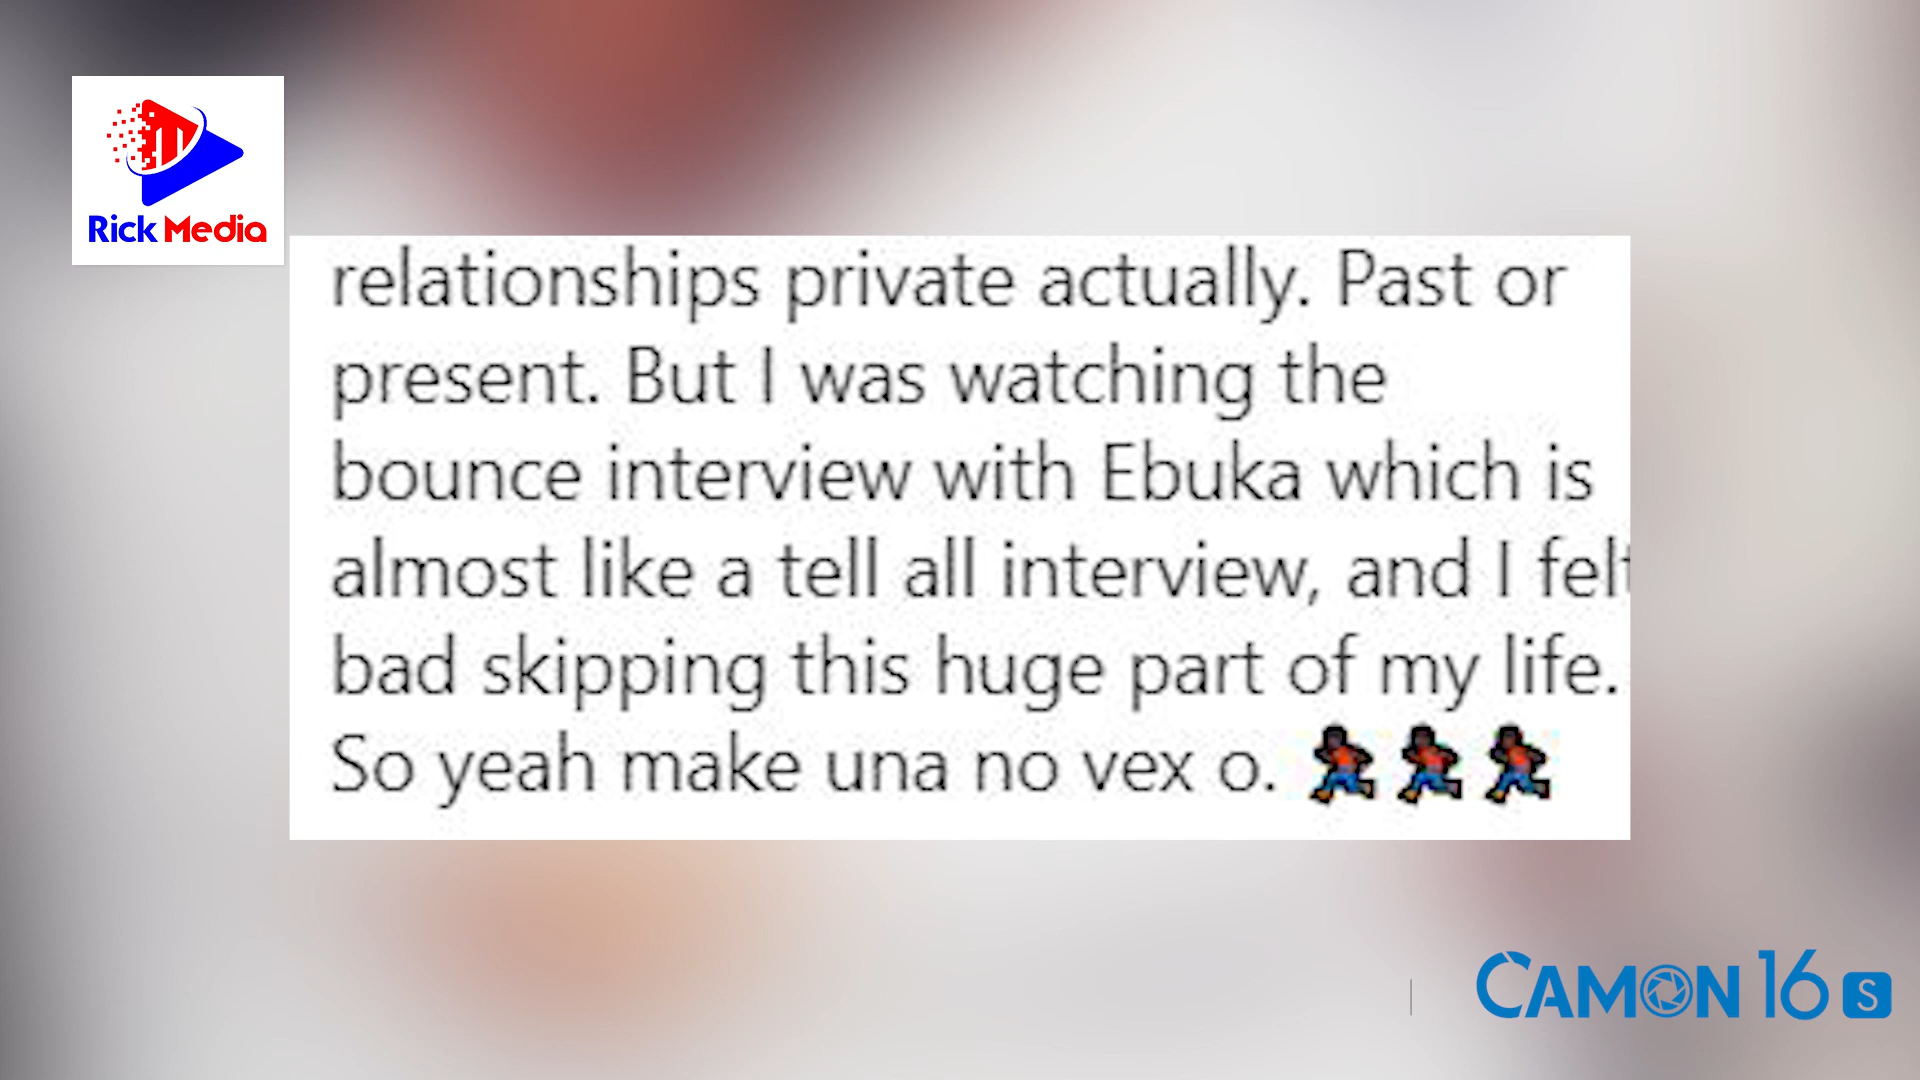 Rick Media
relationships private actually. Past or
present. But I was watching the
bounce interview with Ebuka which is
almost like a tell all interview, and I felt
bad skipping this huge part of my life.
So yeah make una no vex o. 🏃🏿🏃🏿🏃🏿
CAMON 16 S